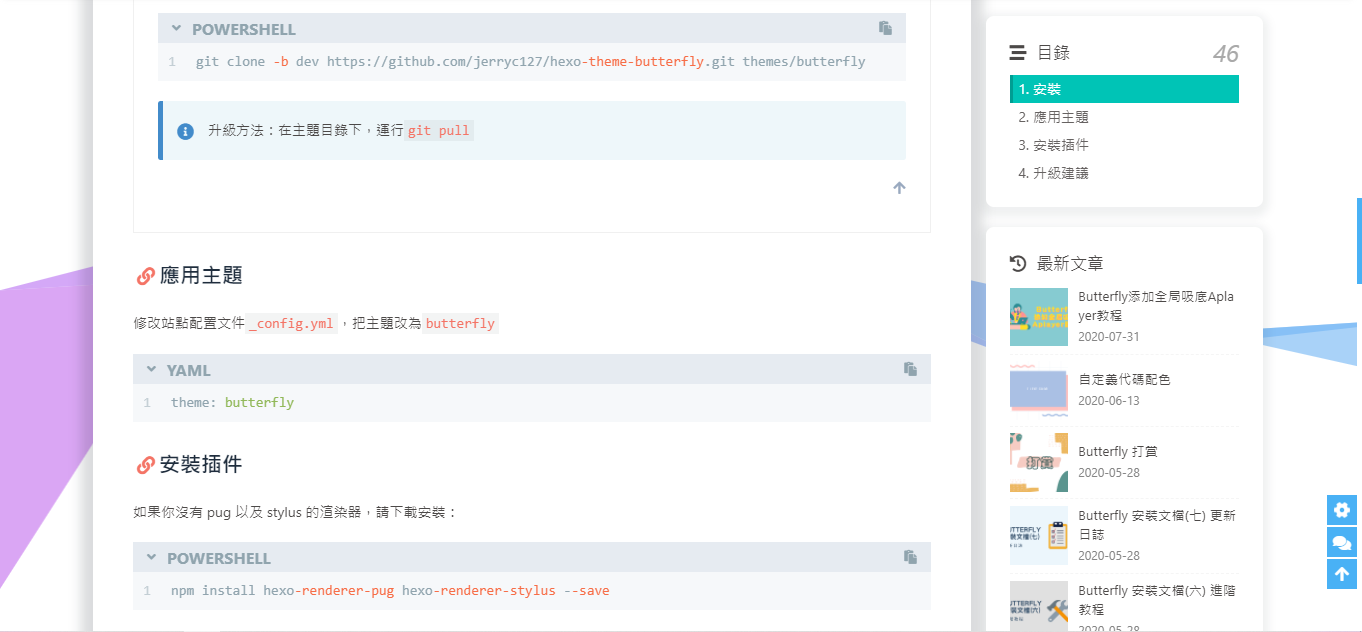 POWERSHELL
1 git clone -b dev https://github.com/jerryc127/hexo-theme-butterfly.git themes/butterfly
升級方法：在主題目錄下，運行 git pull
應用主題
修改站點配置文件 _config.yml ，把主題改為 butterfly
YAML
1 theme: butterfly
安裝插件
如果你沒有 pug 以及 stylus 的渲染器，請下載安裝：
POWERSHELL
1 npm install hexo-renderer-pug hexo-renderer-stylus --save
目錄 46
1. 安裝
2. 應用主題
3. 安裝插件
4. 升級建議
最新文章
Butterfly添加全局吸底Apla
yer教程
2020-07-31
自定義代碼配色
2020-06-13
打賞
Butterfly 打賞
2020-05-28
Butterfly 安裝文檔(七) 更新
日誌
2020-05-28
Butterfly 安裝文檔(六) 進階
教程
2020-05-28